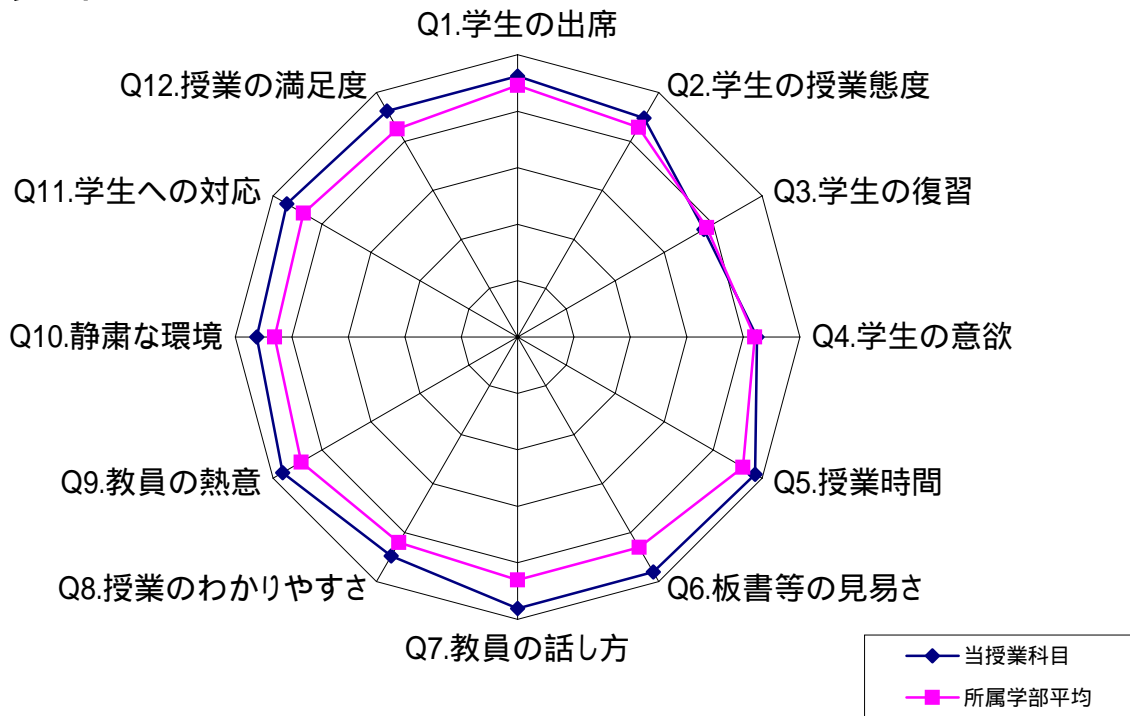 Q1.学生の出席
Q2.学生の授業態度
Q3.学生の復習
Q4.学生の意欲
Q5.授業時間
Q6.板書等の見易さ
Q7.教員の話し方
Q8.授業のわかりやすさ
Q9.教員の熱意
Q10.静粛な環境
Q11.学生への対応
Q12.授業の満足度
当授業科目
所属学部平均